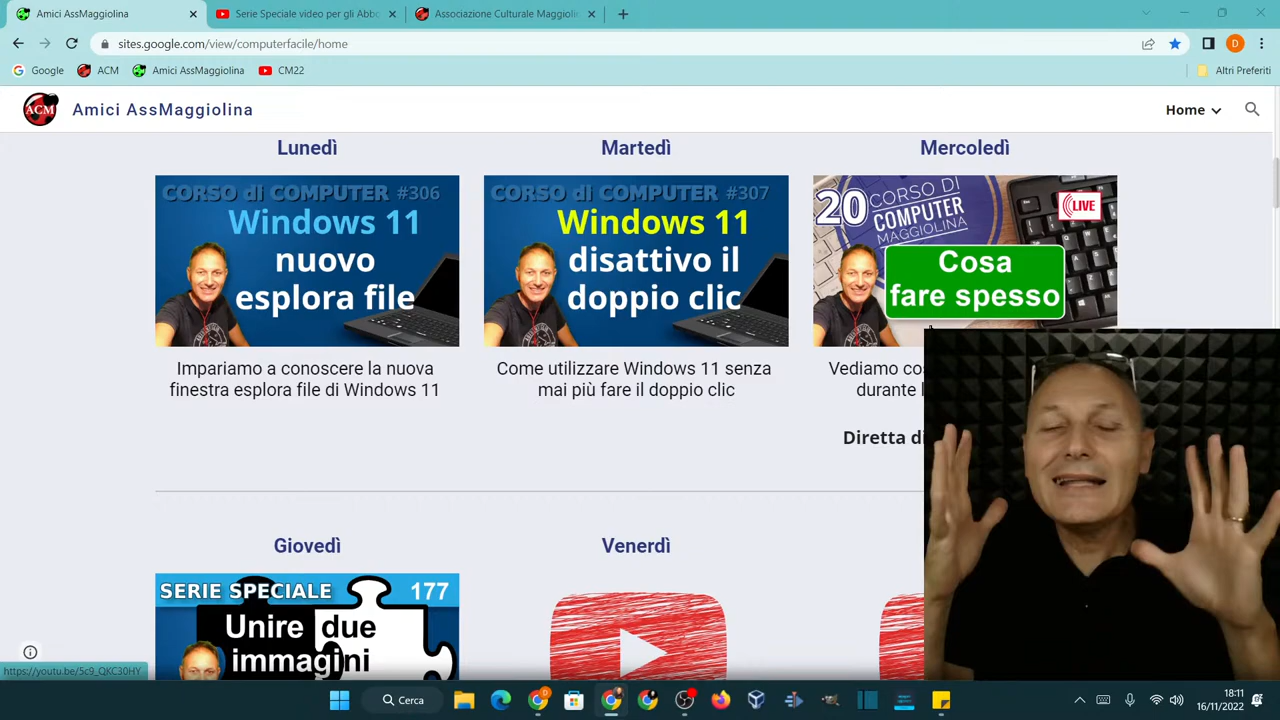 Amici AssMaggiolina
Serie Speciale video per gli Abbo
Associazione Culturale Maggiolin
sites.google.com/view/computerfacile/home
D
Google
ACM
Amici AssMaggiolina
CM22
Altri Preferiti
ACM
Amici AssMaggiolina
Home
Lunedì
Martedì
Mercoledì
CORSO di COMPUTER #306
Windows 11
nuovo
esplora file
CORSO di COMPUTER #307
Windows 11
disattivo il
doppio clic
20
CORSO DI
COMPUTER
MAGGIOLINA
LIVE
Cosa
fare spesso
Impariamo a conoscere la nuova
finestra esplora file di Windows 11
Come utilizzare Windows 11 senza
mai più fare il doppio clic
Vediamo
durante
Diretta
Giovedì
Venerdì
SERIE SPECIALE 177
Unire due
immagini
https://youtu.be/5c9_QKC30HY
Cerca
18:11
16/11/2022